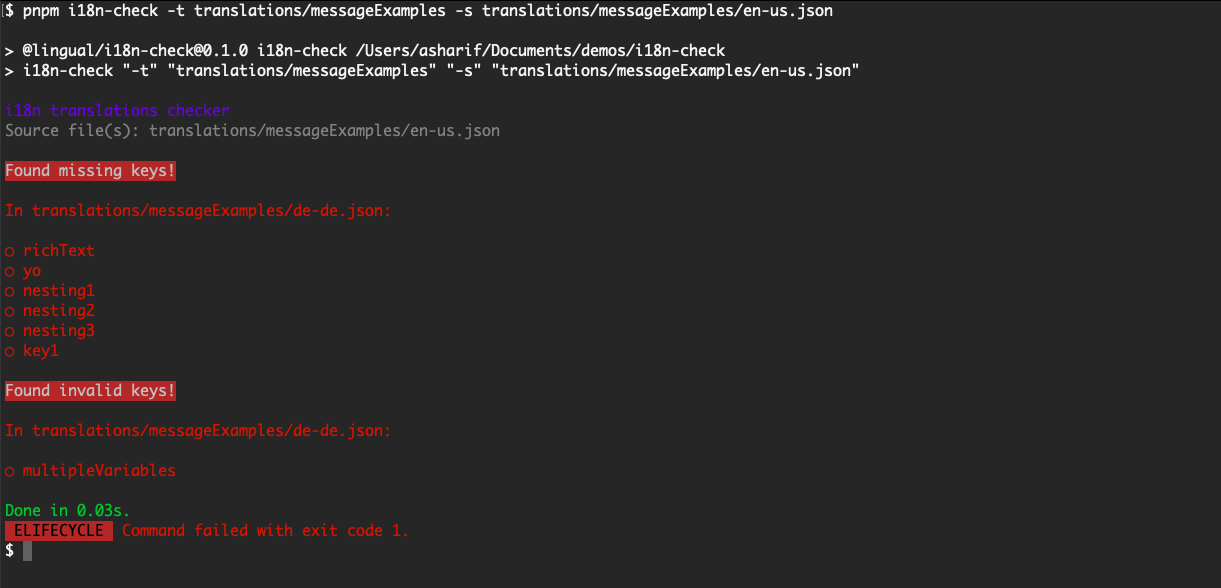 $ pnpm i18n-check -t translations/messageExamples -s translations/messageExamples/en-us.json
> @lingual/i18n-check@0.1.0 i18n-check /Users/asharif/Documents/demos/i18n-check
> i18n-check "-t" "translations/messageExamples" "-s" "translations/messageExamples/en-us.json"
i18n translations checker
Source file(s): translations/messageExamples/en-us.json
Found missing keys!
In translations/messageExamples/de-de.json:
○ richText
○ yo
○ nesting1
○ nesting2
○ nesting3
○ key1
Found invalid keys!
In translations/messageExamples/de-de.json:
○ multipleVariables
Done in 0.03s.
ELIFECYCLE Command failed with exit code 1.
$